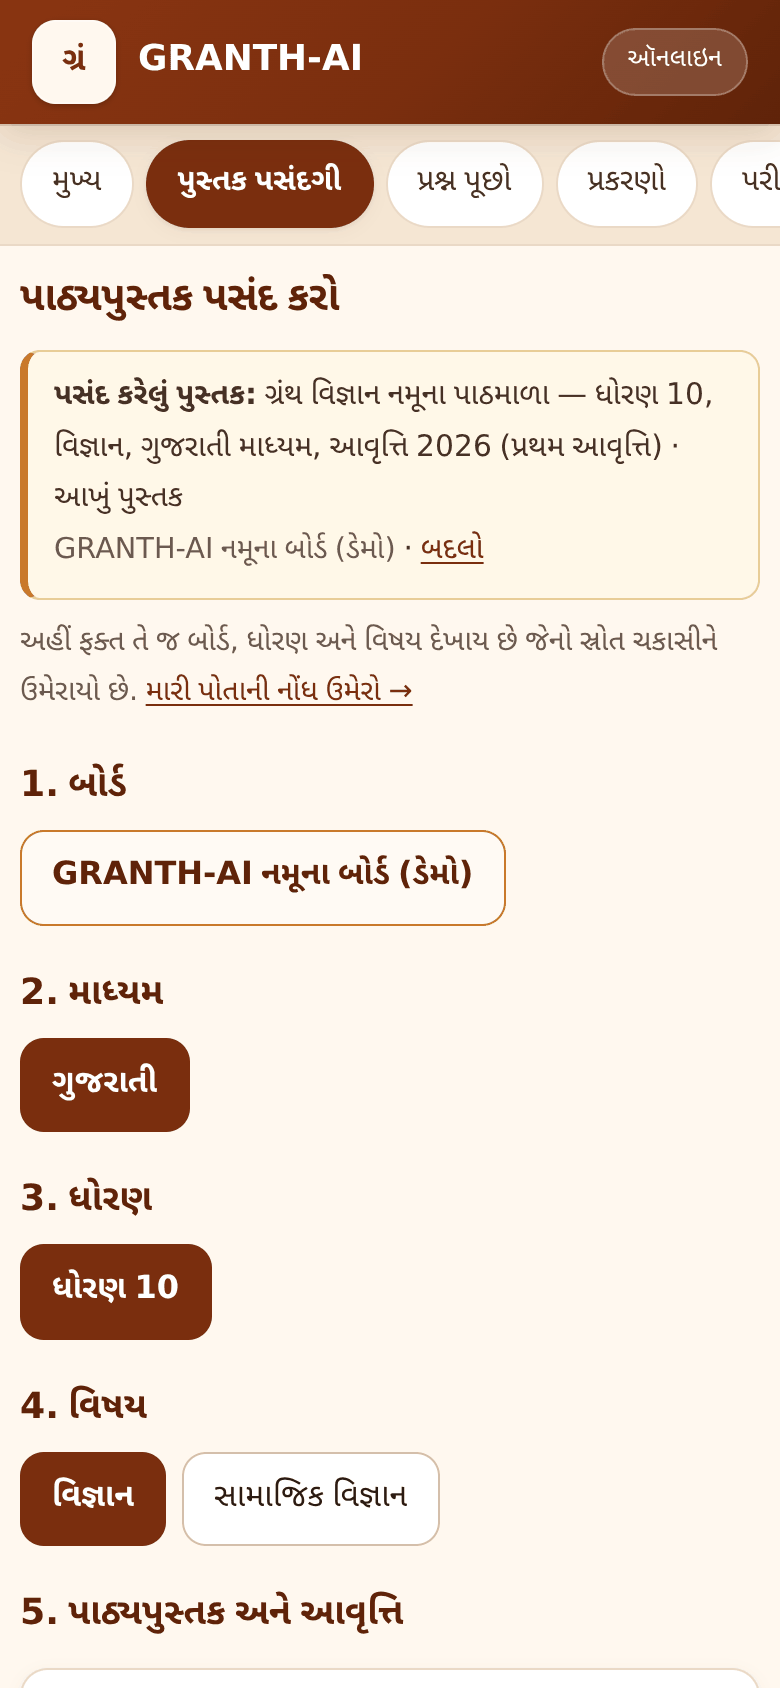 ગ્રં
GRANTH-AI
ઑનલાઇન
મુખ્ય
પુસ્તક પસંદગી
પ્રશ્ન પૂછો
પ્રકરણો
પરી
પાઠ્યપુસ્તક પસંદ કરો
પસંદ કરેલું પુસ્તક: ગ્રંથ વિજ્ઞાન નમૂના પાઠમાળા — ધોરણ 10,
વિજ્ઞાન, ગુજરાતી માધ્યમ, આવૃત્તિ 2026 (પ્રથમ આવૃત્તિ) ·
આખું પુસ્તક
GRANTH-AI નમૂના બોર્ડ (ડેમો) · બદલો
અહીં ફક્ત તે જ બોર્ડ, ધોરણ અને વિષય દેખાય છે જેનો સ્રોત ચકાસીને
ઉમેરાયો છે. મારી પોતાની નોંધ ઉમેરો →
1. બોર્ડ
GRANTH-AI નમૂના બોર્ડ (ડેમો)
2. માધ્યમ
ગુજરાતી
3. ધોરણ
ધોરણ 10
4. વિષય
વિજ્ઞાન
સામાજિક વિજ્ઞાન
5. પાઠ્યપુસ્તક અને આવૃત્તિ